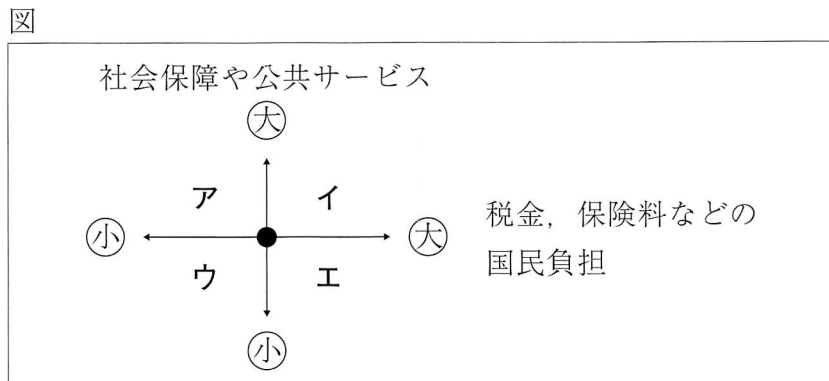 図
社会保障や公共サービス
大
ア イ
小 大
税金，保険料などの
国民負担
ウ エ
小